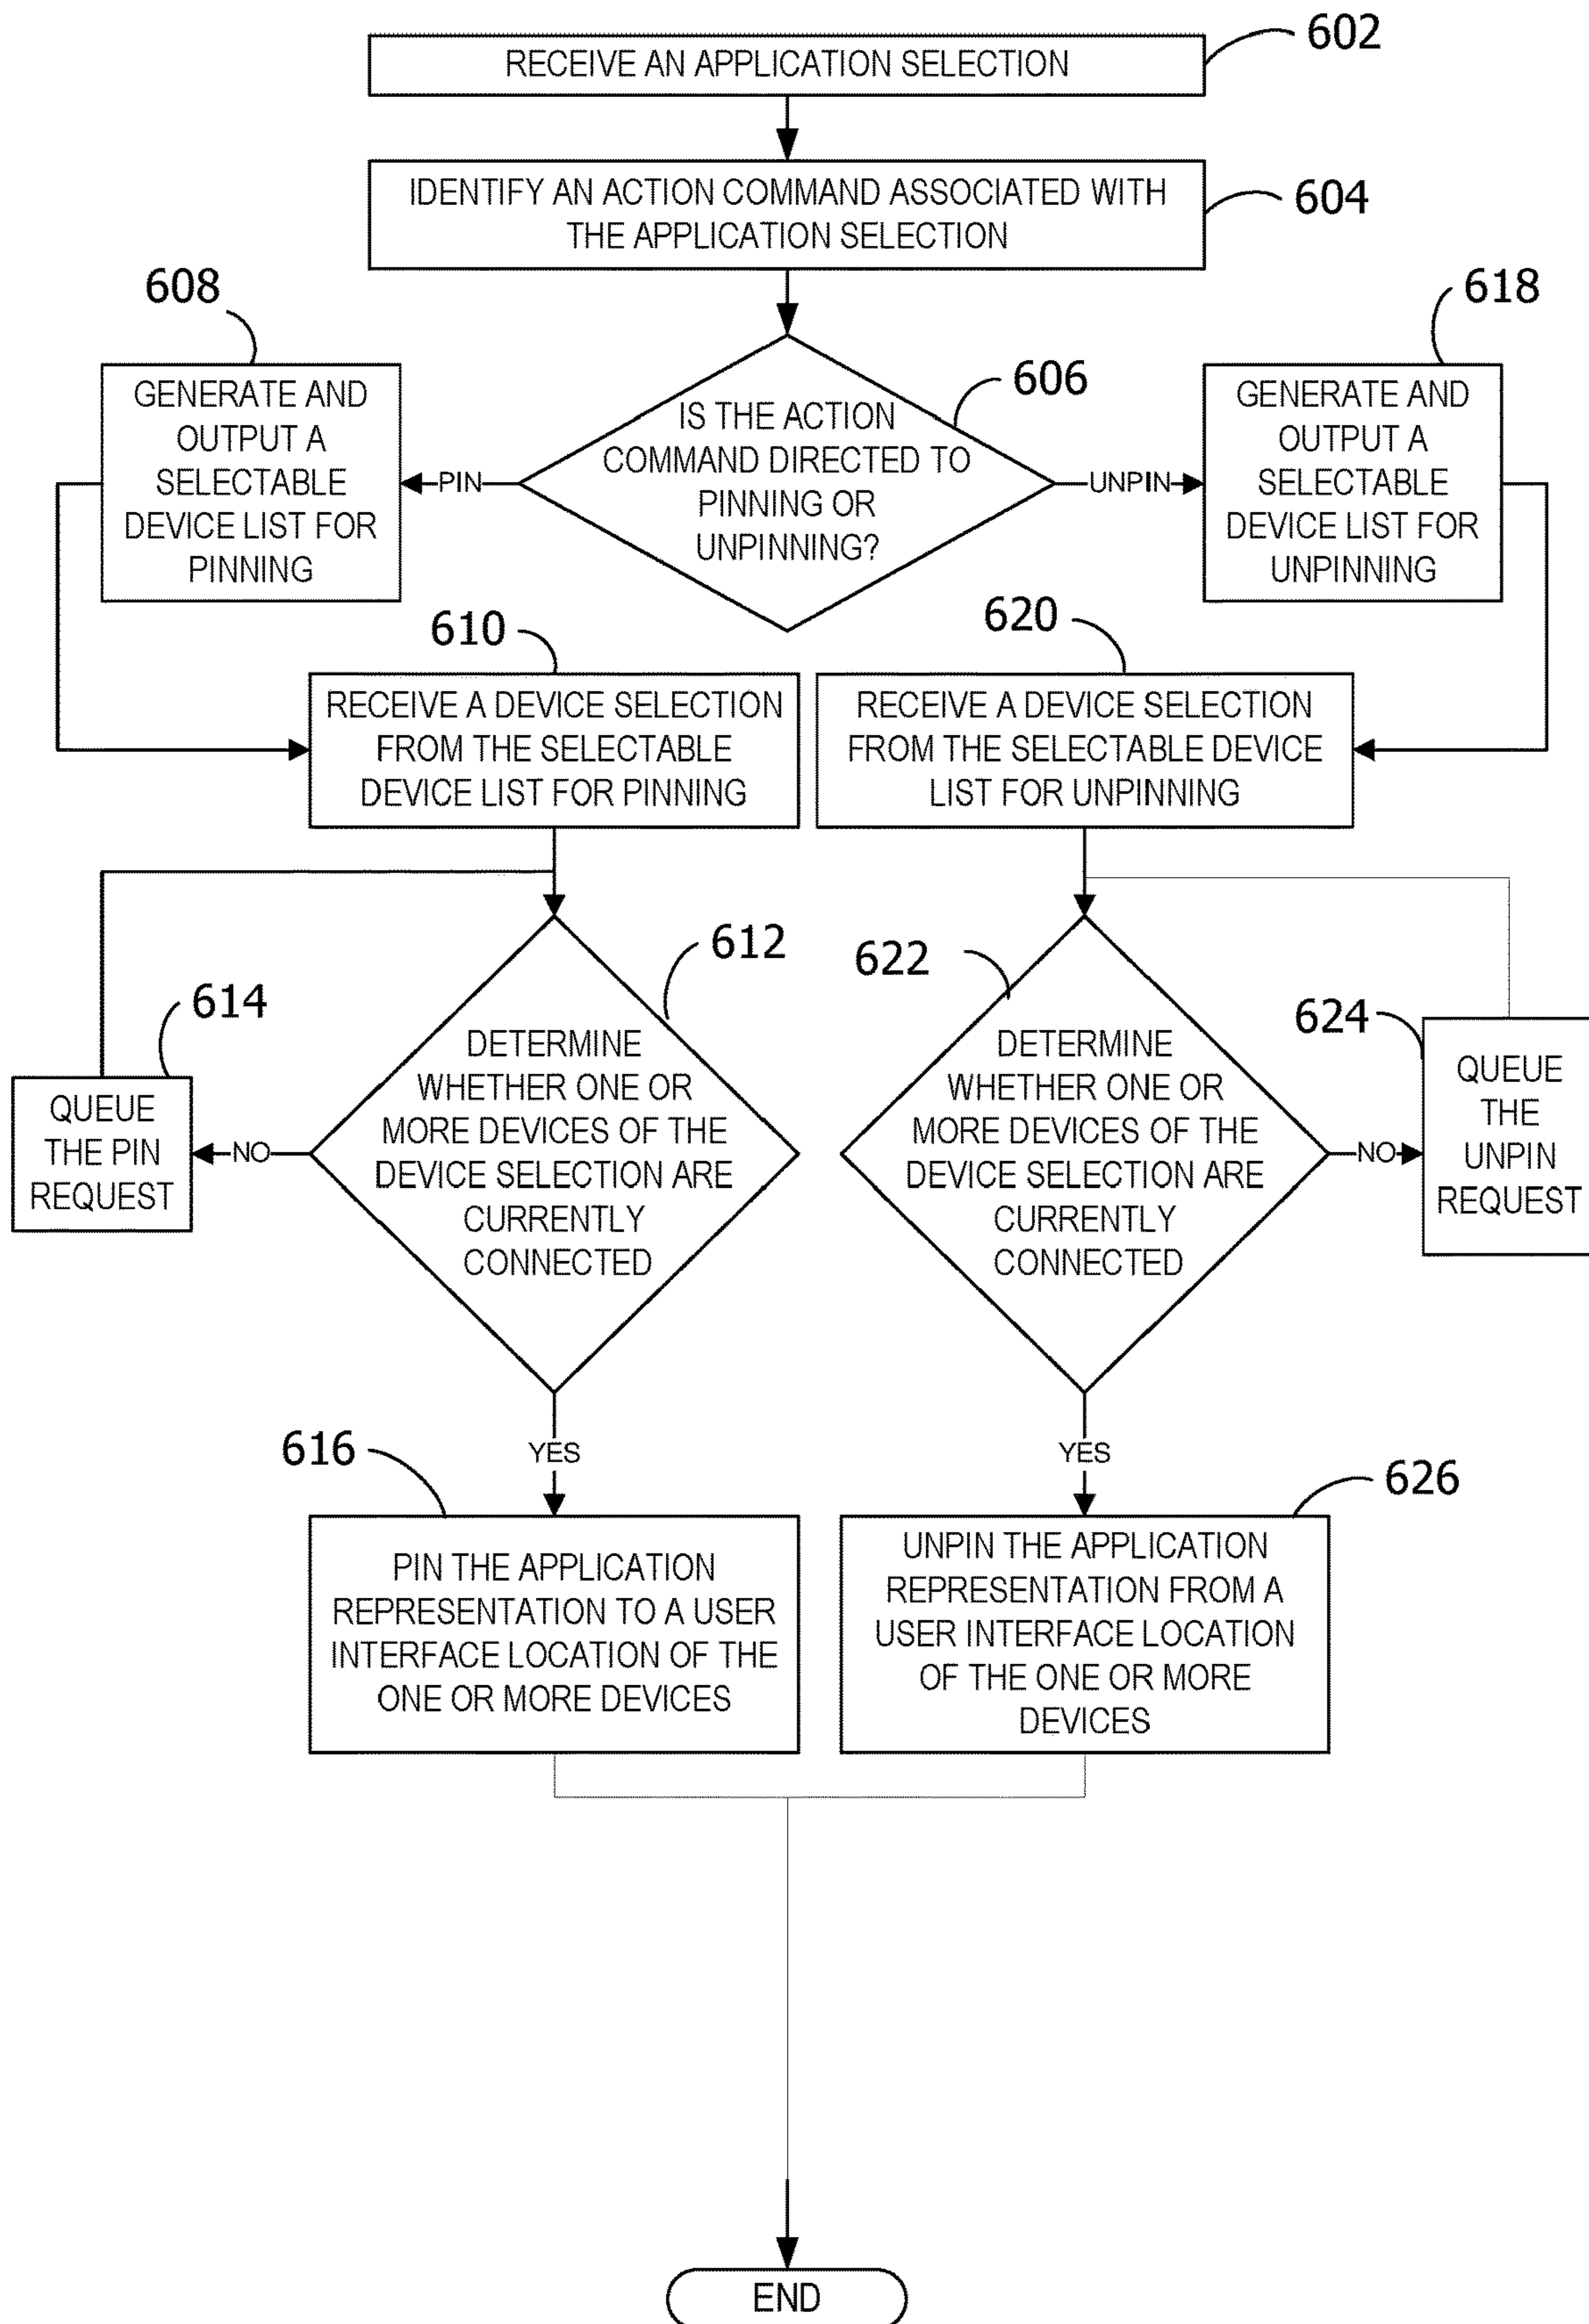 602
RECEIVE AN APPLICATION SELECTION
IDENTIFY AN ACTION COMMAND ASSOCIATED WITH
THE APPLICATION SELECTION
604
608
618
GENERATE AND
OUTPUT A
SELECTABLE
DEVICE LIST FOR
PINNING
PIN
606
IS THE ACTION
COMMAND DIRECTED TO
PINNING OR
UNPINNING?
UNPIN
GENERATE AND
OUTPUT A
SELECTABLE
DEVICE LIST FOR
UNPINNING
610
620
RECEIVE A DEVICE SELECTION
FROM THE SELECTABLE
DEVICE LIST FOR PINNING
RECEIVE A DEVICE SELECTION
FROM THE SELECTABLE DEVICE
LIST FOR UNPINNING
612
622
614
624
QUEUE
THE PIN
REQUEST
NO
DETERMINE
WHETHER ONE OR
MORE DEVICES OF THE
DEVICE SELECTION ARE
CURRENTLY
CONNECTED
DETERMINE
WHETHER ONE OR
MORE DEVICES OF THE
DEVICE SELECTION ARE
CURRENTLY
CONNECTED
NO
QUEUE
THE
UNPIN
REQUEST
616
YES
YES
626
PIN THE APPLICATION
REPRESENTATION TO A USER
INTERFACE LOCATION OF THE
ONE OR MORE DEVICES
UNPIN THE APPLICATION
REPRESENTATION FROM A
USER INTERFACE LOCATION
OF THE ONE OR MORE
DEVICES
END